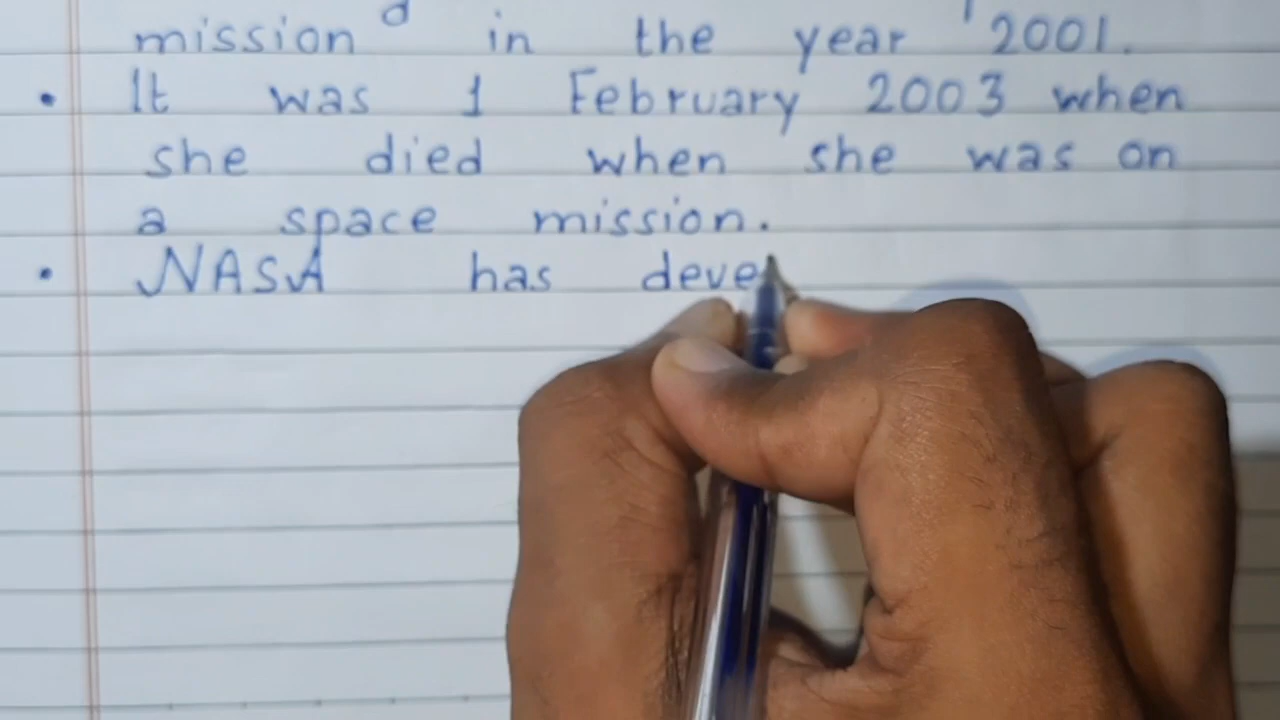 mission in the year 2001.
• It was 1 February 2003 when
she died when she was on
a space mission.
• NASA has deve